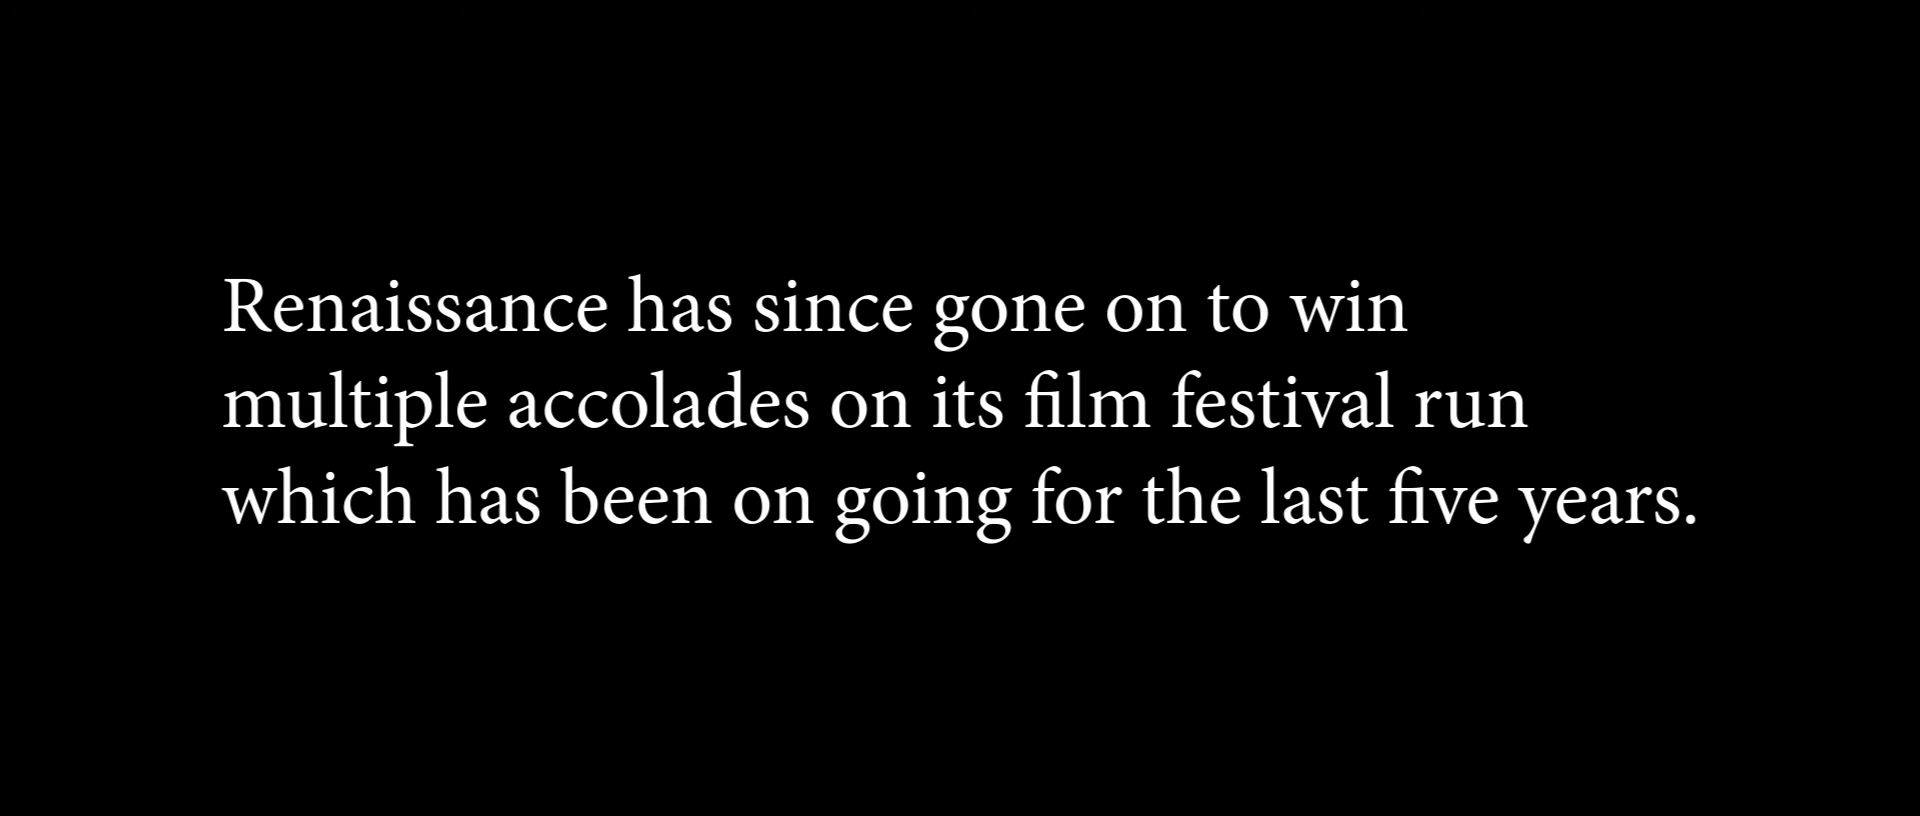 Renaissance has since gone on to win
multiple accolades on its film festival run
which has been on going for the last five years.